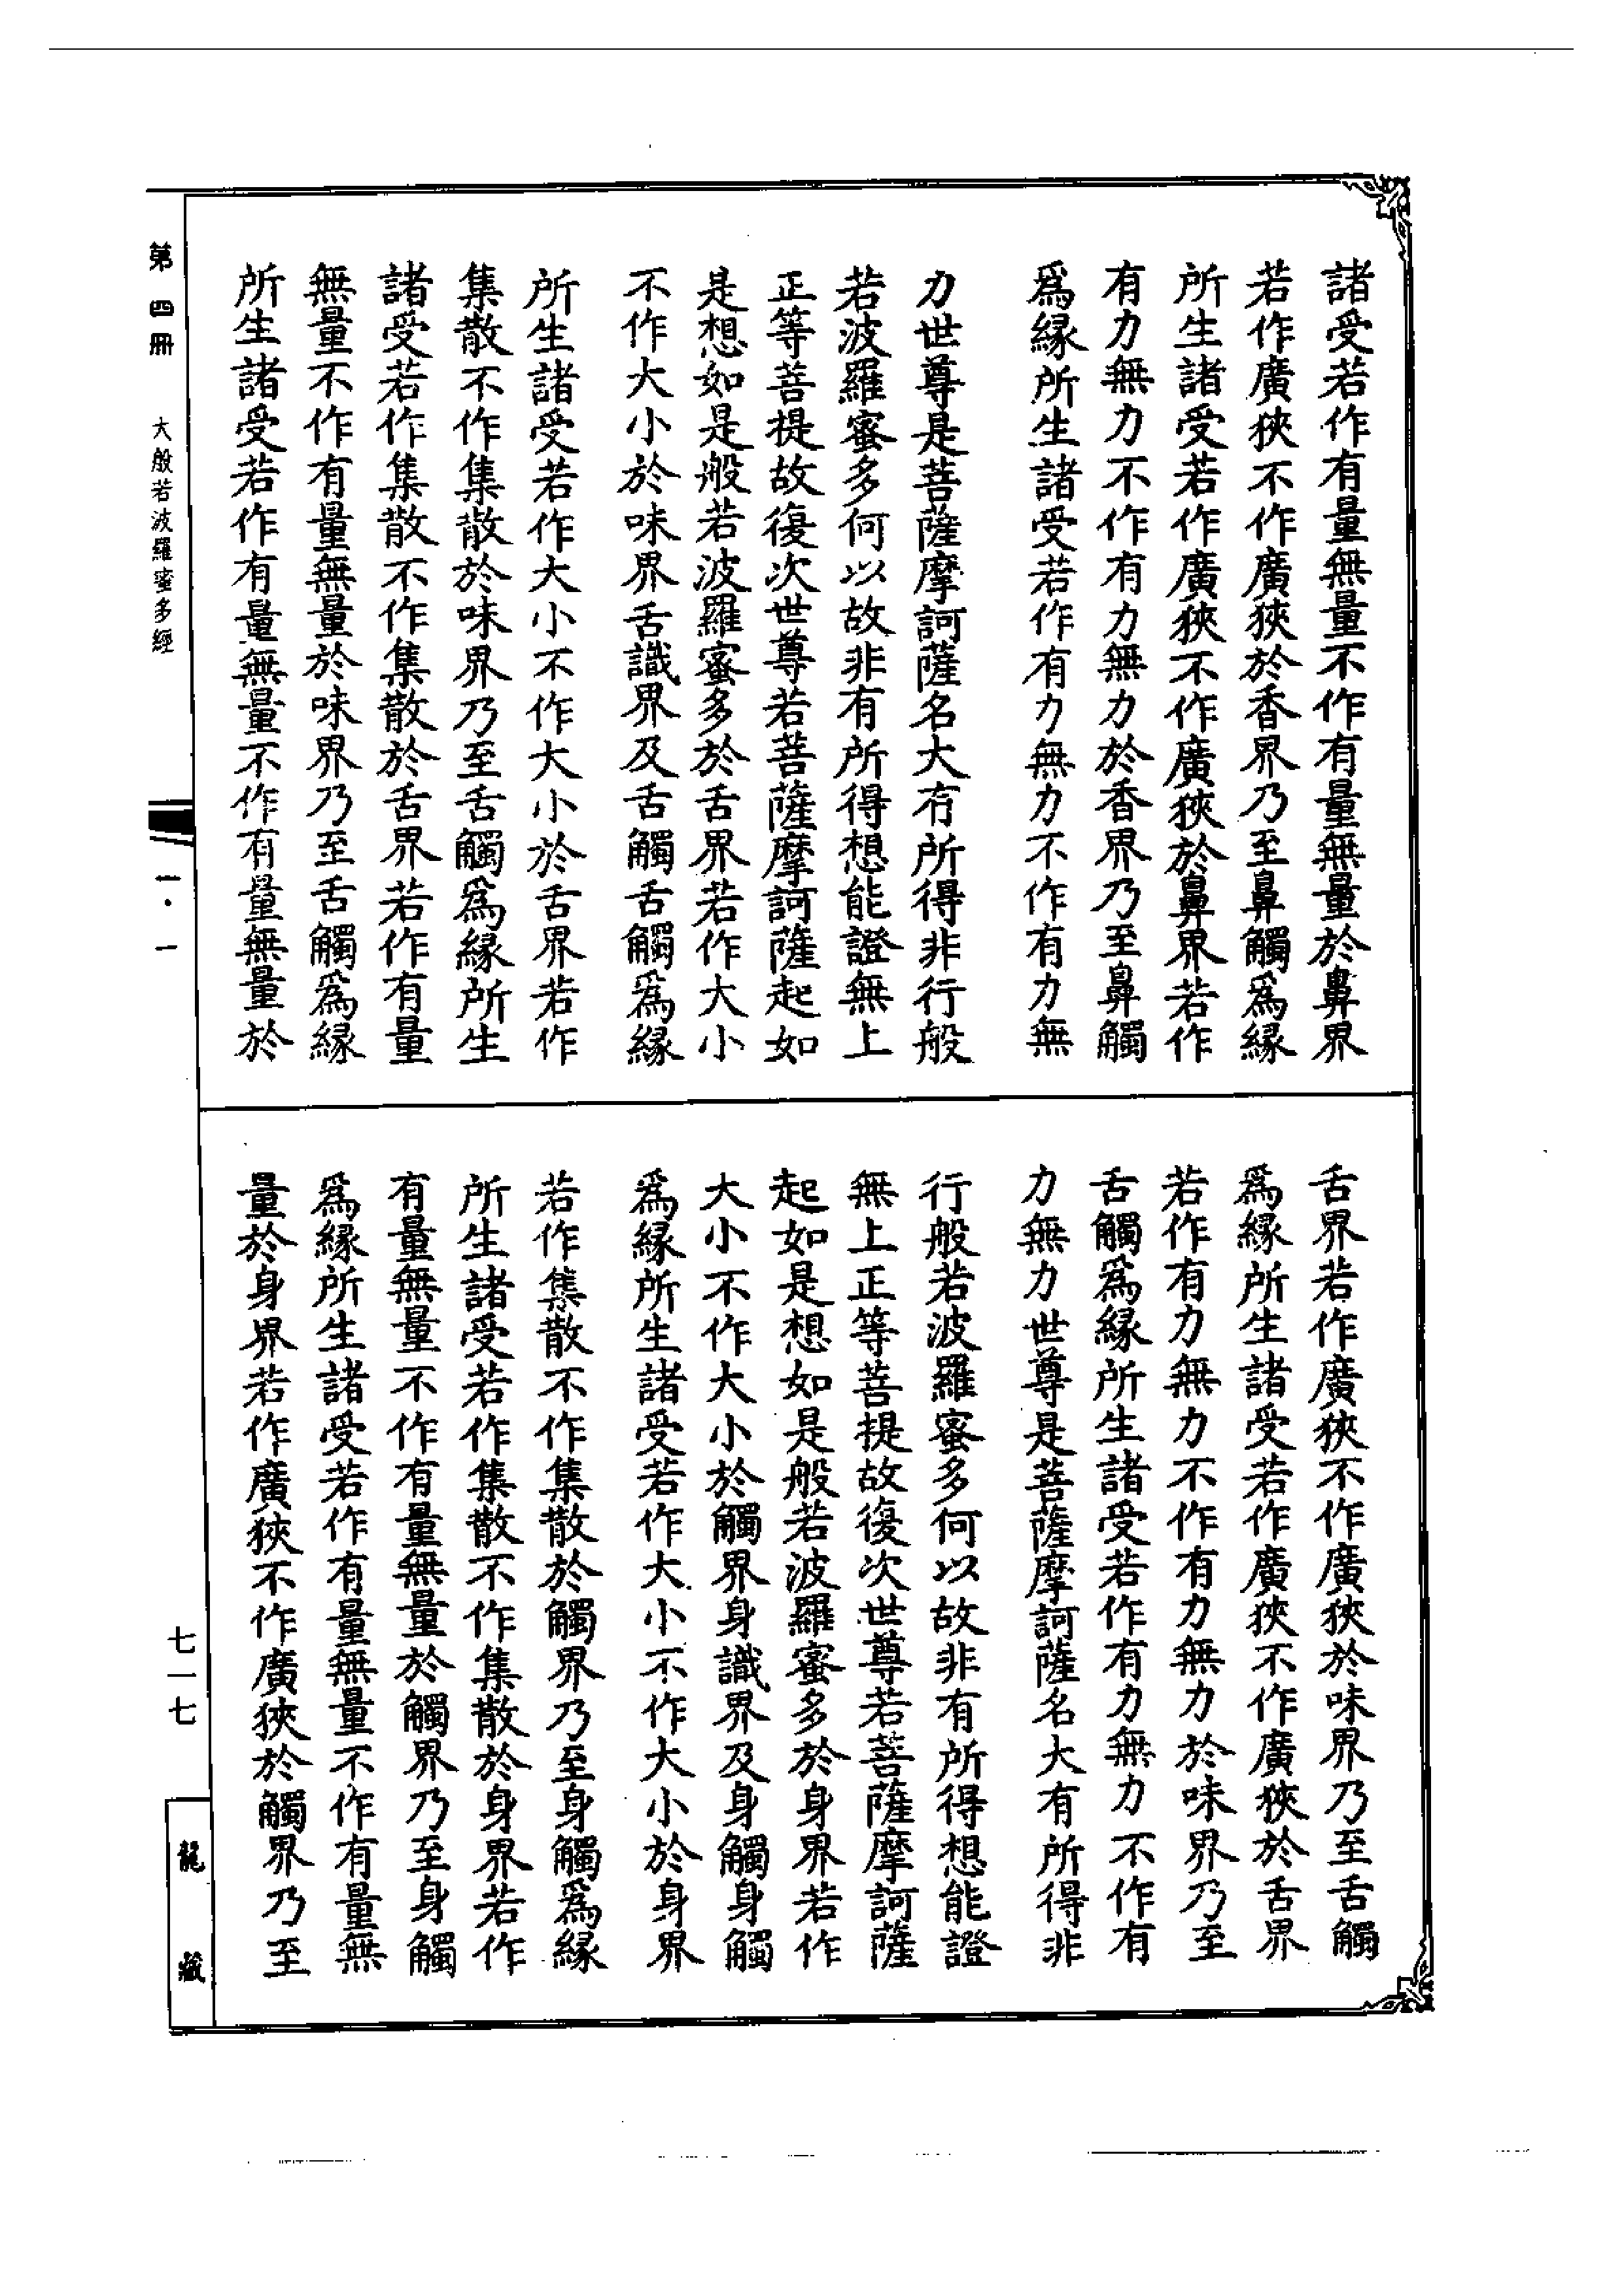 諸受若作有量無量不作有量無量於鼻界
若作廣狹不作廣狹於香界乃至鼻觸爲緣
所生諸受若作廣狹不作廣狹於鼻界若作
有力無力不作有力無力於香界乃至鼻觸
爲緣所生諸受若作有力無力不作有力無
力世尊是菩薩摩訶薩名大有所得非行般
若波羅蜜多何以故非有所得想能證無上
正等菩提故復次世尊若菩薩摩訶薩起如
是想如是般若波羅蜜多於舌界若作大小
不作大小於味界舌識界及舌觸舌觸爲緣
所生諸受若作大小不作大小於舌界若作
集散不作集散於味界乃至舌觸爲緣所生
諸受若作集散不作集散於舌界若作有量
無量不作有量無量於味界乃至舌觸爲緣
所生諸受若作有量無量不作有量無量於
舌界若作廣狹不作廣狹於味界乃至舌觸
爲緣所生諸受若作廣狹不作廣狹於舌界
若作有力無力不作有力無力於味界乃至
舌觸爲緣所生諸受若作有力無力不作有
力無力世尊是菩薩摩訶薩名大有所得非
行般若波羅蜜多何以故非有所得想能證
無上正等菩提故復次世尊若菩薩摩訶薩
起如是想如是般若波羅蜜多於身界若作
大小不作大小於觸界身識界及身觸身觸
爲緣所生諸受若作大小不作大小於身界
若作集散不作集散於觸界乃至身觸爲緣
所生諸受若作集散不作集散於身界若作
有量無量不作有量無量於觸界乃至身觸
爲緣所生諸受若作有量無量不作有量無
量於身界若作廣狹不作廣狹於觸界乃至
第四冊 大般若波羅蜜多經 一·一 七一七 龍藏